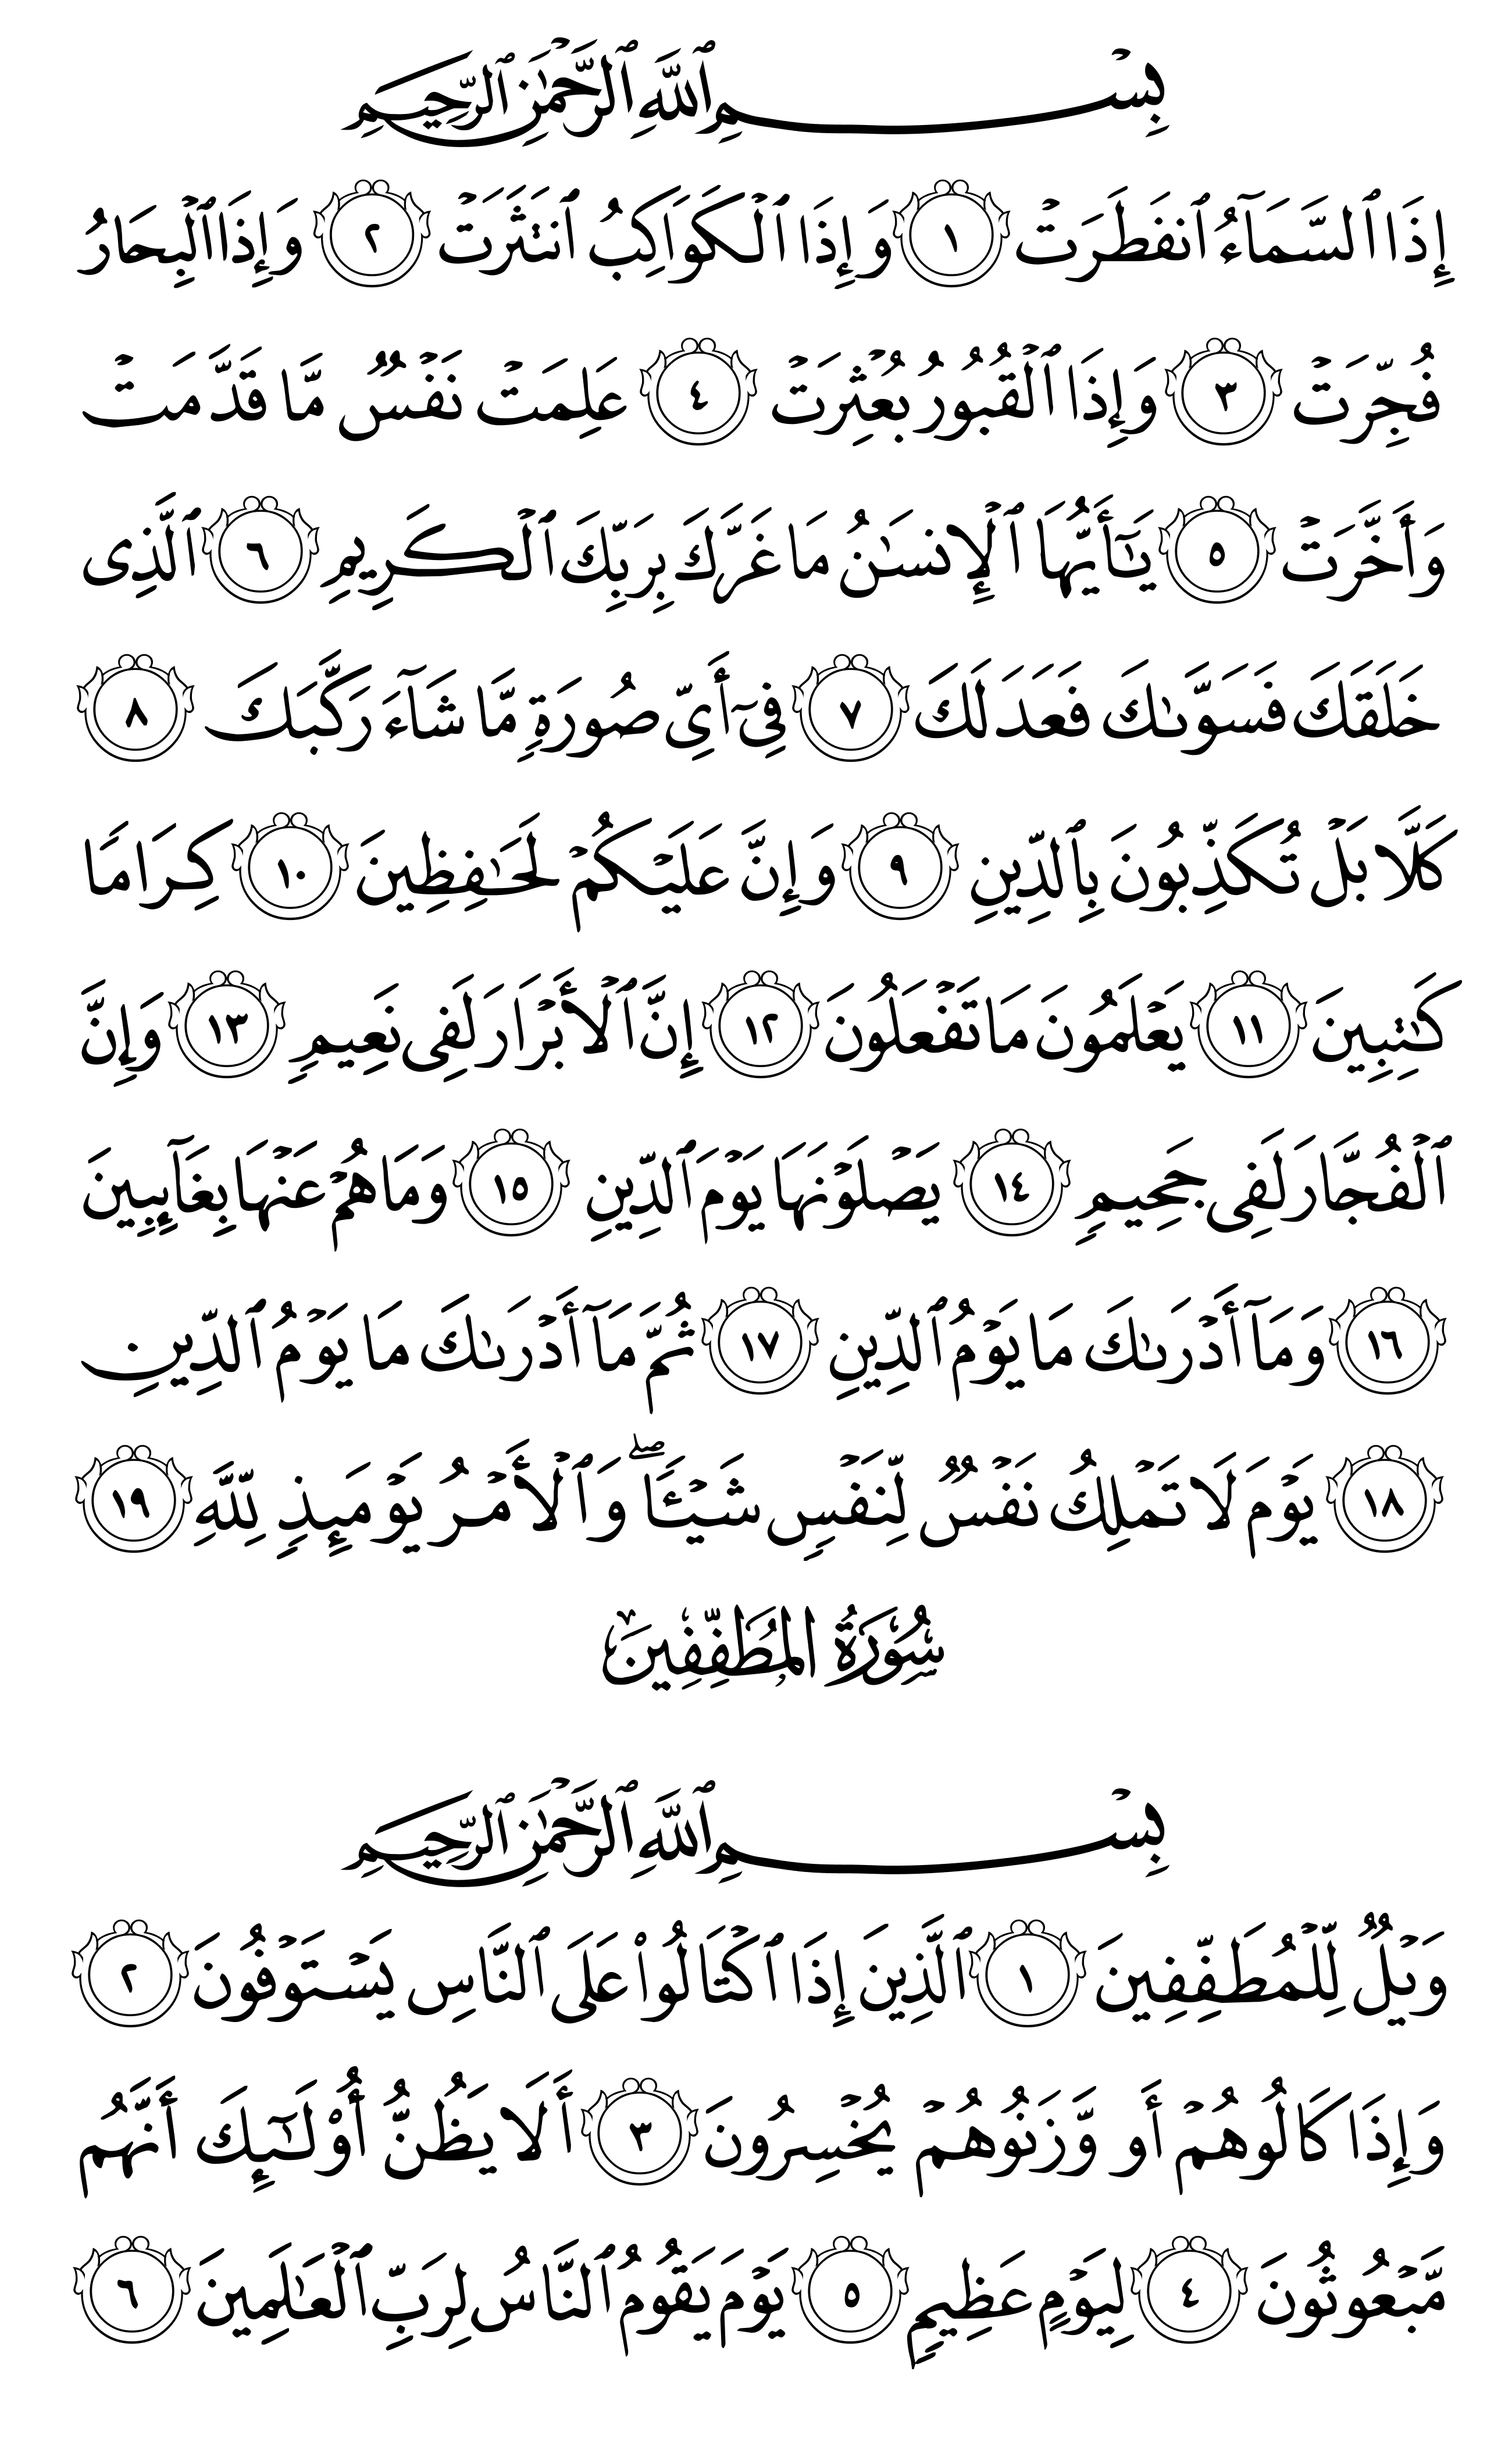 بِسۡمِ ٱللَّهِ ٱلرَّحۡمَٰنِ ٱلرَّحِيمِ
إِذَا ٱلسَّمَآءُ ٱنفَطَرَتۡ ١ وَإِذَا ٱلۡكَوَاكِبُ ٱنتَثَرَتۡ ٢ وَإِذَا ٱلۡبِحَارُ
فُجِّرَتۡ ٣ وَإِذَا ٱلۡقُبُورُ بُعۡثِرَتۡ ٤ عَلِمَتۡ نَفۡسٞ مَّا قَدَّمَتۡ
وَأَخَّرَتۡ ٥ يَٰٓأَيُّهَا ٱلۡإِنسَٰنُ مَا غَرَّكَ بِرَبِّكَ ٱلۡكَرِيمِ ٦ ٱلَّذِي
خَلَقَكَ فَسَوَّىٰكَ فَعَدَلَكَ ٧ فِيٓ أَيِّ صُورَةٖ مَّا شَآءَ رَكَّبَكَ ٨
كَلَّا بَلۡ تُكَذِّبُونَ بِٱلدِّينِ ٩ وَإِنَّ عَلَيۡكُمۡ لَحَٰفِظِينَ ١٠ كِرَامٗا
كَٰتِبِينَ ١١ يَعۡلَمُونَ مَا تَفۡعَلُونَ ١٢ إِنَّ ٱلۡأَبۡرَارَ لَفِي نَعِيمٖ ١٣ وَإِنَّ
ٱلۡفُجَّارَ لَفِي جَحِيمٖ ١٤ يَصۡلَوۡنَهَا يَوۡمَ ٱلدِّينِ ١٥ وَمَا هُمۡ عَنۡهَا بِغَآئِبِينَ
١٦ وَمَآ أَدۡرَىٰكَ مَا يَوۡمُ ٱلدِّينِ ١٧ ثُمَّ مَآ أَدۡرَىٰكَ مَا يَوۡمُ ٱلدِّينِ
١٨ يَوۡمَ لَا تَمۡلِكُ نَفۡسٞ لِّنَفۡسٖ شَيۡـٔٗاۖ وَٱلۡأَمۡرُ يَوۡمَئِذٖ لِّلَّهِ ١٩
سُورَةُ المُطَفِّفِينَ
بِسۡمِ ٱللَّهِ ٱلرَّحۡمَٰنِ ٱلرَّحِيمِ
وَيۡلٞ لِّلۡمُطَفِّفِينَ ١ ٱلَّذِينَ إِذَا ٱكۡتَالُواْ عَلَى ٱلنَّاسِ يَسۡتَوۡفُونَ ٢
وَإِذَا كَالُوهُمۡ أَو وَّزَنُوهُمۡ يُخۡسِرُونَ ٣ أَلَا يَظُنُّ أُوْلَٰٓئِكَ أَنَّهُم
مَّبۡعُوثُونَ ٤ لِيَوۡمٍ عَظِيمٖ ٥ يَوۡمَ يَقُومُ ٱلنَّاسُ لِرَبِّ ٱلۡعَٰلَمِينَ ٦